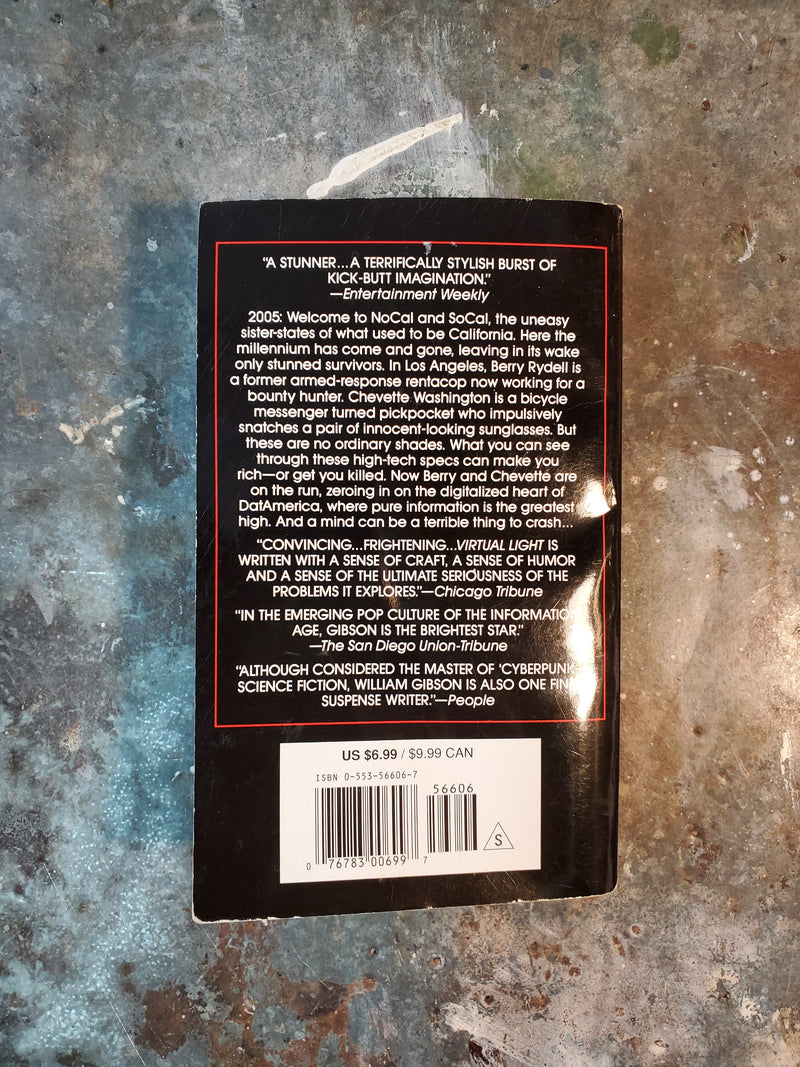 “A STUNNER...A TERRIFICALLY STYLISH BURST OF
KICK-BUTT IMAGINATION.”
—Entertainment Weekly
2005: Welcome to NoCal and SoCal, the uneasy
sister-states of what used to be California. Here the
millennium has come and gone, leaving in its wake
only stunned survivors. In Los Angeles, Berry Rydell is
a former armed-response rentacop now working for a
bounty hunter. Chevette Washington is a bicycle
messenger turned pickpocket who impulsively
snatches a pair of innocent-looking sunglasses. But
these are no ordinary shades. What you can see
through these high-tech specs can make you
rich—or get you killed. Now Berry and Chevette are
on the run, zeroing in on the digitalized heart of
DatAmerica, where pure information is the greatest
high. And a mind can be a terrible thing to crash...
“CONVINCING...FRIGHTENING...VIRTUAL LIGHT IS
WRITTEN WITH A SENSE OF CRAFT, A SENSE OF HUMOR
AND A SENSE OF THE ULTIMATE SERIOUSNESS OF THE
PROBLEMS IT EXPLORES.”—Chicago Tribune
“IN THE EMERGING POP CULTURE OF THE INFORMATION
AGE, GIBSON IS THE BRIGHTEST STAR.”
—The San Diego Union-Tribune
“ALTHOUGH CONSIDERED THE MASTER OF ‘CYBERPUNK’
SCIENCE FICTION, WILLIAM GIBSON IS ALSO ONE FINE
SUSPENSE WRITER.”—People
US $6.99 / $9.99 CAN
ISBN 0-553-56606-7
56606
S
0 76783 00699 7